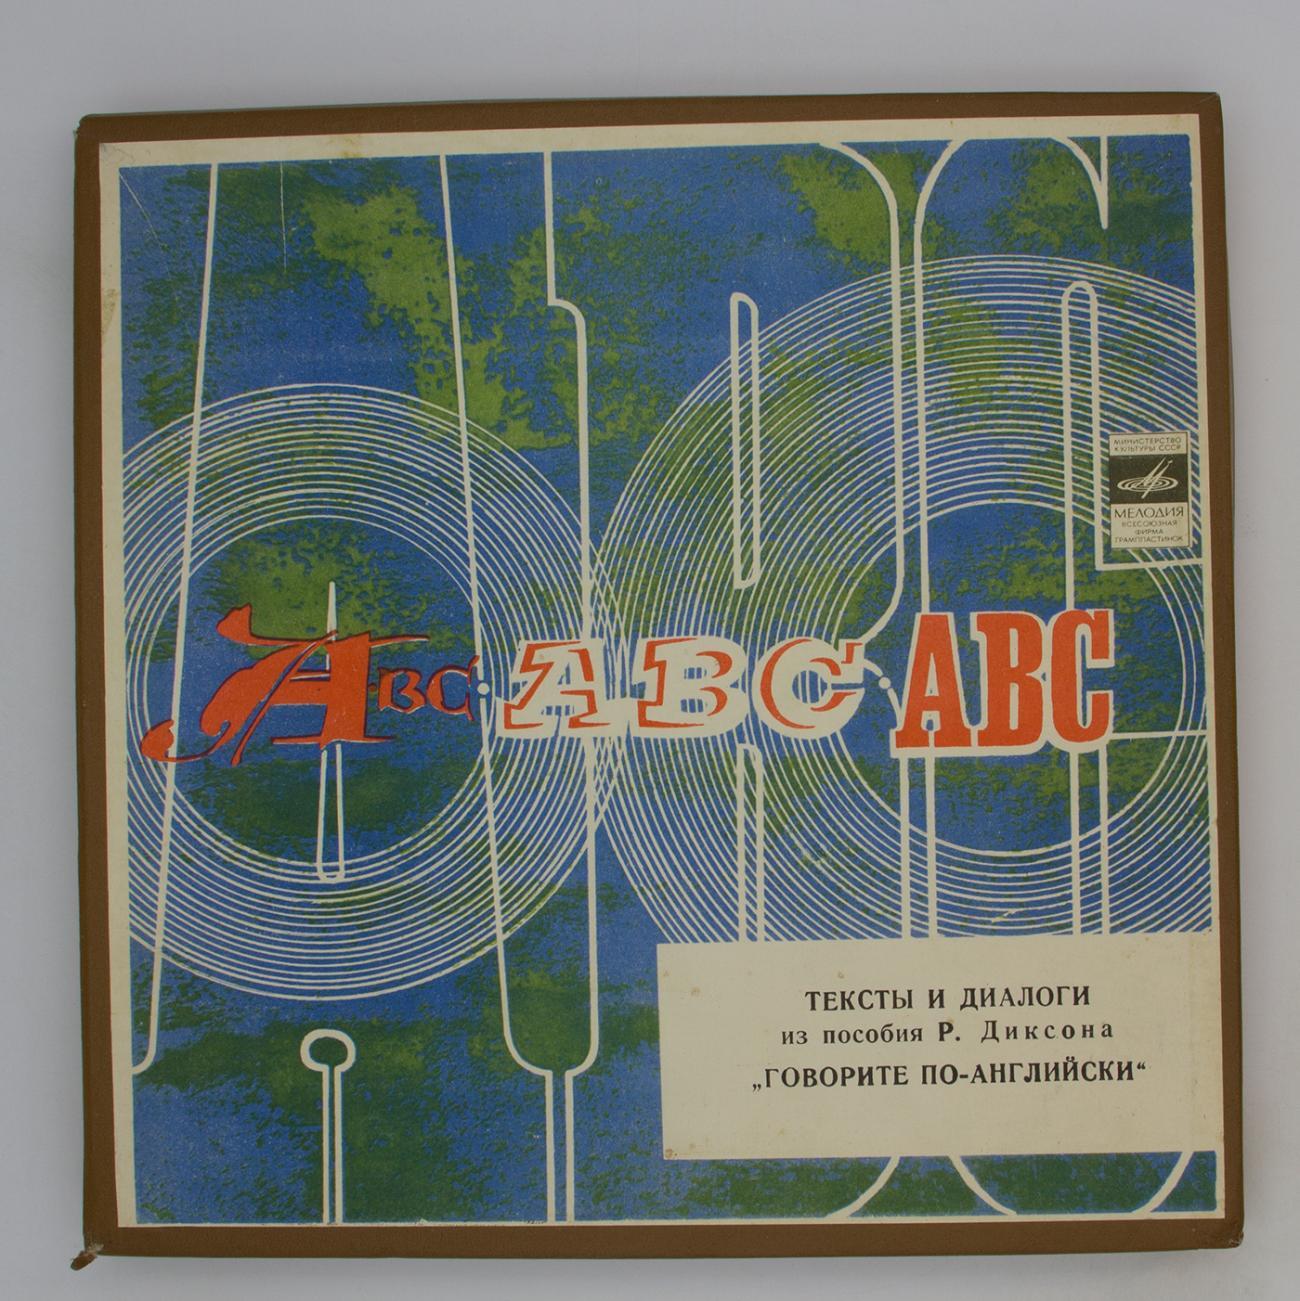 МИНИСТЕРСТВО
КУЛЬТУРЫ СССР
МЕЛОДИЯ
ВСЕСОЮЗНАЯ
ФИРМА
ГРАМПЛАСТИНОК
ABC · ABC · ABC
ТЕКСТЫ И ДИАЛОГИ
из пособия Р. Диксона
„ГОВОРИТЕ ПО-АНГЛИЙСКИ“